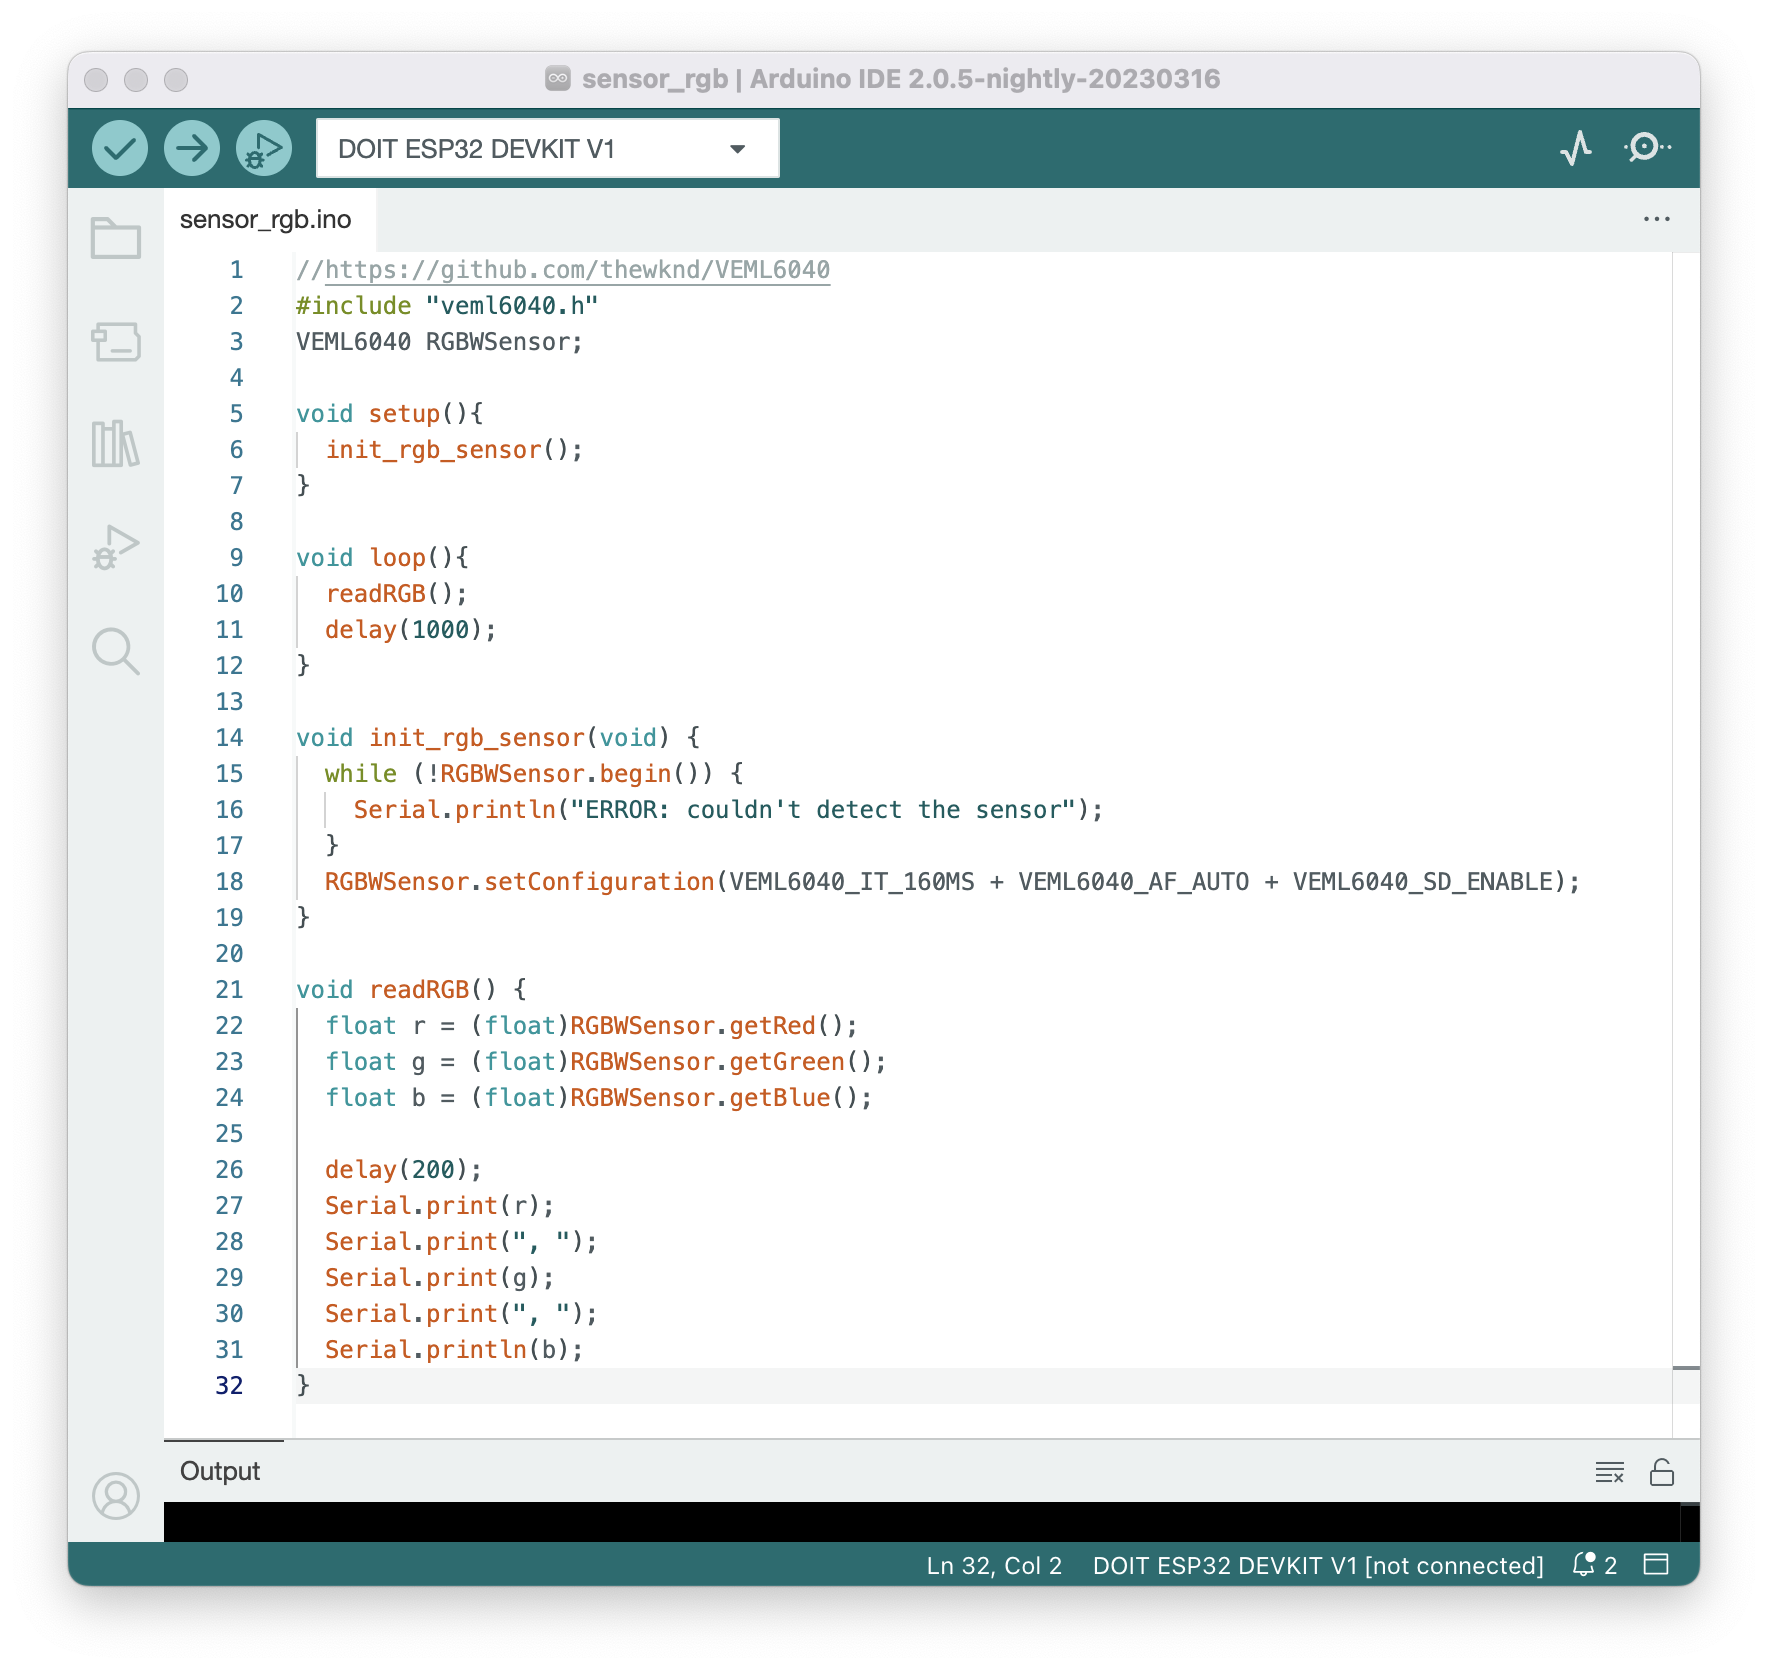 sensor_rgb | Arduino IDE 2.0.5-nightly-20230316
DOIT ESP32 DEVKIT V1
sensor_rgb.ino
1 //https://github.com/thewknd/VEML6040
2 #include "veml6040.h"
3 VEML6040 RGBWSensor;
4
5 void setup(){
6   init_rgb_sensor();
7 }
8
9 void loop(){
10   readRGB();
11   delay(1000);
12 }
13
14 void init_rgb_sensor(void) {
15   while (!RGBWSensor.begin()) {
16     Serial.println("ERROR: couldn't detect the sensor");
17   }
18   RGBWSensor.setConfiguration(VEML6040_IT_160MS + VEML6040_AF_AUTO + VEML6040_SD_ENABLE);
19 }
20
21 void readRGB() {
22   float r = (float)RGBWSensor.getRed();
23   float g = (float)RGBWSensor.getGreen();
24   float b = (float)RGBWSensor.getBlue();
25
26   delay(200);
27   Serial.print(r);
28   Serial.print(", ");
29   Serial.print(g);
30   Serial.print(", ");
31   Serial.println(b);
32 }
Output
Ln 32, Col 2 DOIT ESP32 DEVKIT V1 [not connected] 2